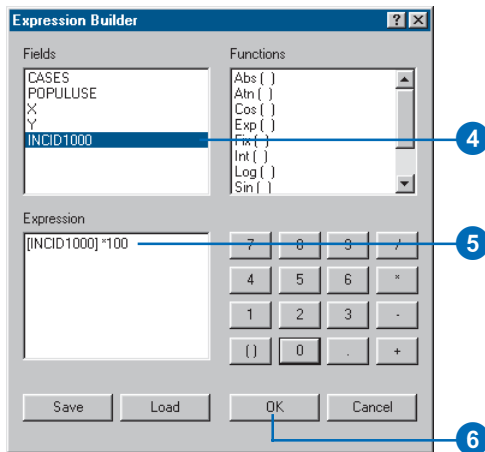 Expression Builder
? X
Fields
Functions
CASES
POPULUSE
X
Y
INCID1000
Abs ( )
Atn ( )
Cos ( )
Exp ( )
Fix ( )
Int ( )
Log ( )
Sin ( )
4
Expression
[INCID1000] *100
5
7 8 9 /
4 5 6 *
1 2 3 -
( ) 0 . +
Save Load OK Cancel
6